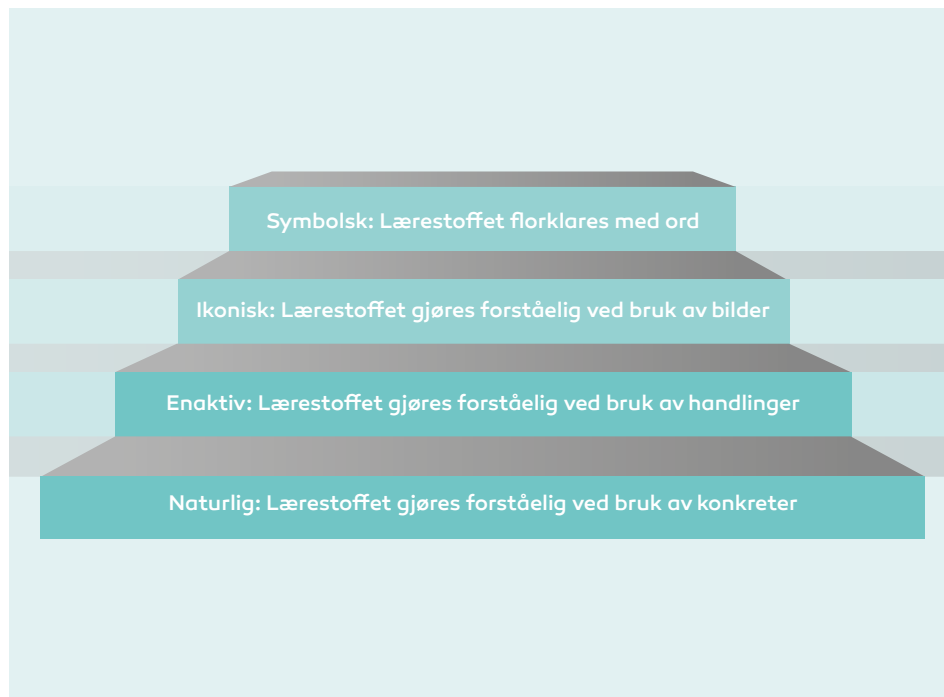 Symbolsk: Lærestoffet florklares med ord
Ikonisk: Lærestoffet gjøres forståelig ved bruk av bilder
Enaktiv: Lærestoffet gjøres forståelig ved bruk av handlinger
Naturlig: Lærestoffet gjøres forståelig ved bruk av konkreter